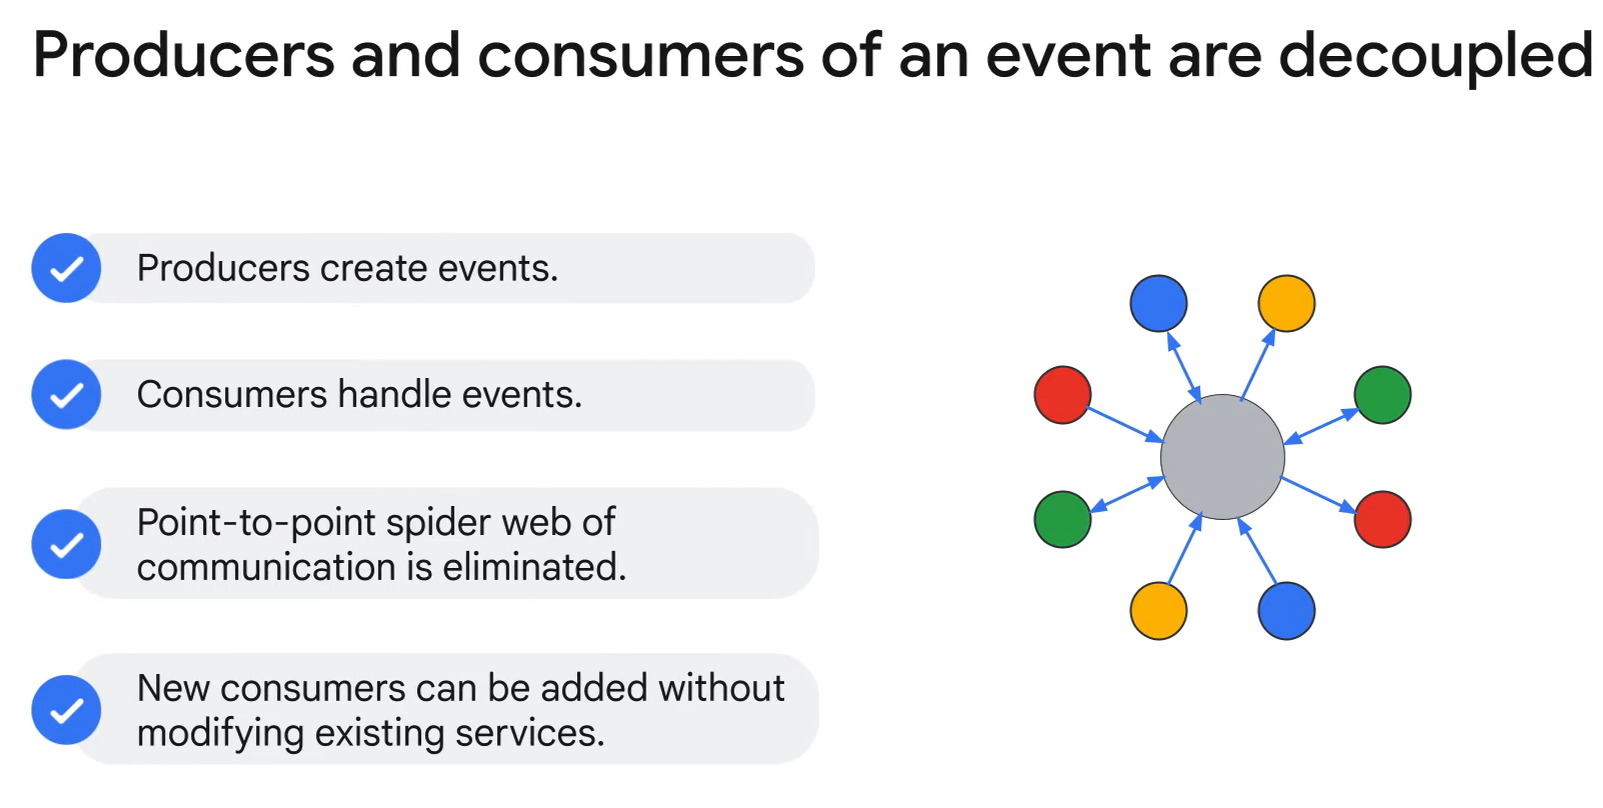 Producers and consumers of an event are decoupled
Producers create events.
Consumers handle events.
Point-to-point spider web of
communication is eliminated.
New consumers can be added without
modifying existing services.